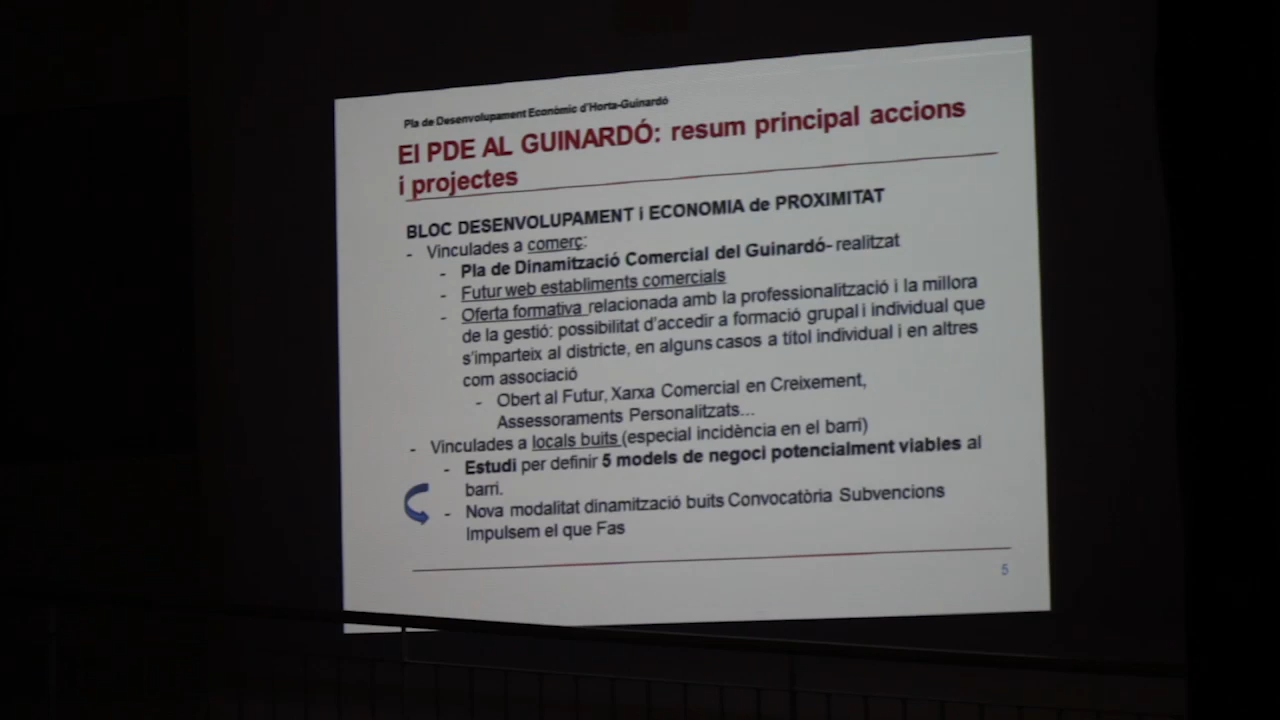 Pla de Desenvolupament Econòmic d'Horta-Guinardó
El PDE AL GUINARDÓ: resum principal accions
i projectes
BLOC DESENVOLUPAMENT i ECONOMIA de PROXIMITAT
- Vinculades a comerç:
- Pla de Dinamització Comercial del Guinardó- realitzat
- Futur web establiments comercials
- Oferta formativa relacionada amb la professionalització i la millora
de la gestió: possibilitat d'accedir a formació grupal i individual que
s'imparteix al districte, en alguns casos a títol individual i en altres
com associació
- Obert al Futur, Xarxa Comercial en Creixement,
Assessoraments Personalitzats...
- Vinculades a locals buits (especial incidència en el barri)
- Estudi per definir 5 models de negoci potencialment viables al
barri.
- Nova modalitat dinamització buits Convocatòria Subvencions
Impulsem el que Fas
5